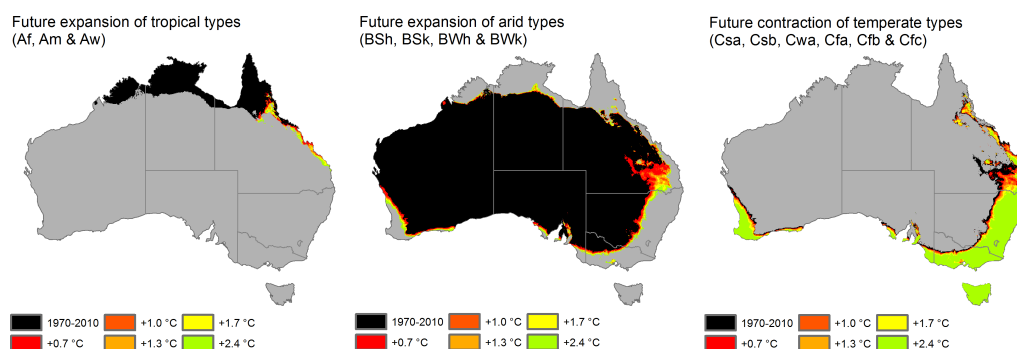 Future expansion of tropical types
(Af, Am & Aw)
1970-2010
+1.0 °C
+1.7 °C
+0.7 °C
+1.3 °C
+2.4 °C
Future expansion of arid types
(BSh, BSk, BWh & BWk)
1970-2010
+1.0 °C
+1.7 °C
+0.7 °C
+1.3 °C
+2.4 °C
Future contraction of temperate types
(Csa, Csb, Cwa, Cfa, Cfb & Cfc)
1970-2010
+1.0 °C
+1.7 °C
+0.7 °C
+1.3 °C
+2.4 °C